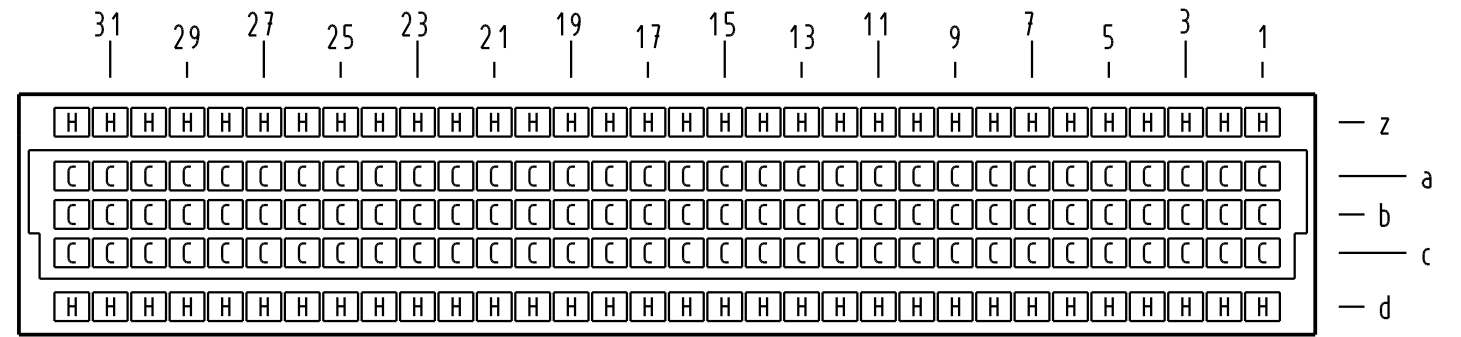 31 29 27 25 23 21 19 17 15 13 11 9 7 5 3 1
H H H H H H H H H H H H H H H H H H H H H H H H H H H H H H H H z
C C C C C C C C C C C C C C C C C C C C C C C C C C C C C C C C a
C C C C C C C C C C C C C C C C C C C C C C C C C C C C C C C C b
C C C C C C C C C C C C C C C C C C C C C C C C C C C C C C C C c
H H H H H H H H H H H H H H H H H H H H H H H H H H H H H H H H d